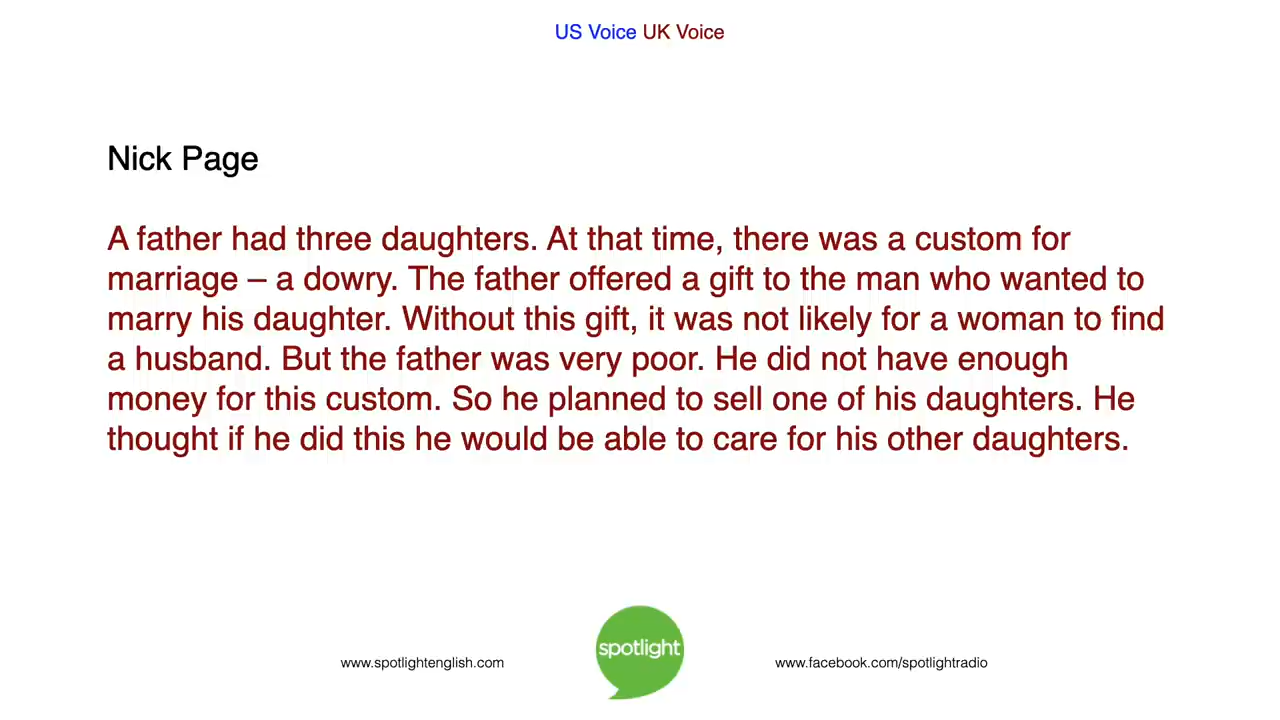 US Voice UK Voice
Nick Page
A father had three daughters. At that time, there was a custom for
marriage – a dowry. The father offered a gift to the man who wanted to
marry his daughter. Without this gift, it was not likely for a woman to find
a husband. But the father was very poor. He did not have enough
money for this custom. So he planned to sell one of his daughters. He
thought if he did this he would be able to care for his other daughters.
spotlight
www.spotlightenglish.com
www.facebook.com/spotlightradio